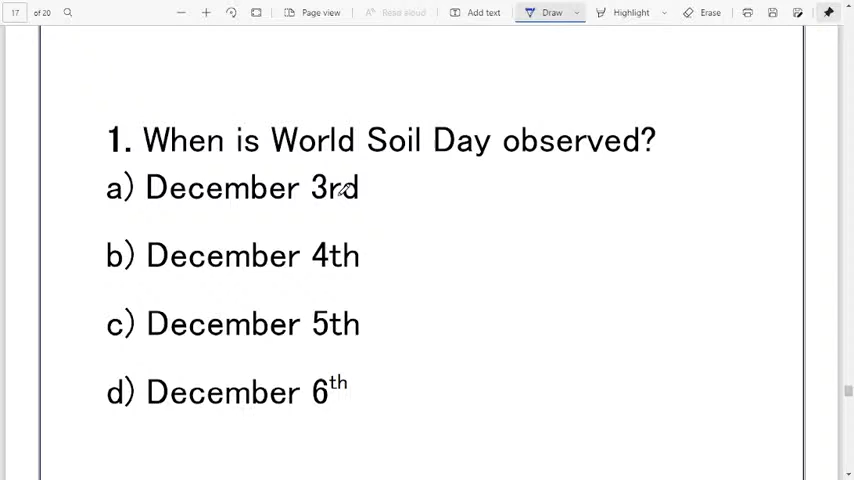 17 of 20 Page view Read aloud Add text Draw Highlight Erase
1. When is World Soil Day observed?
a) December 3rd
b) December 4th
c) December 5th
d) December 6th